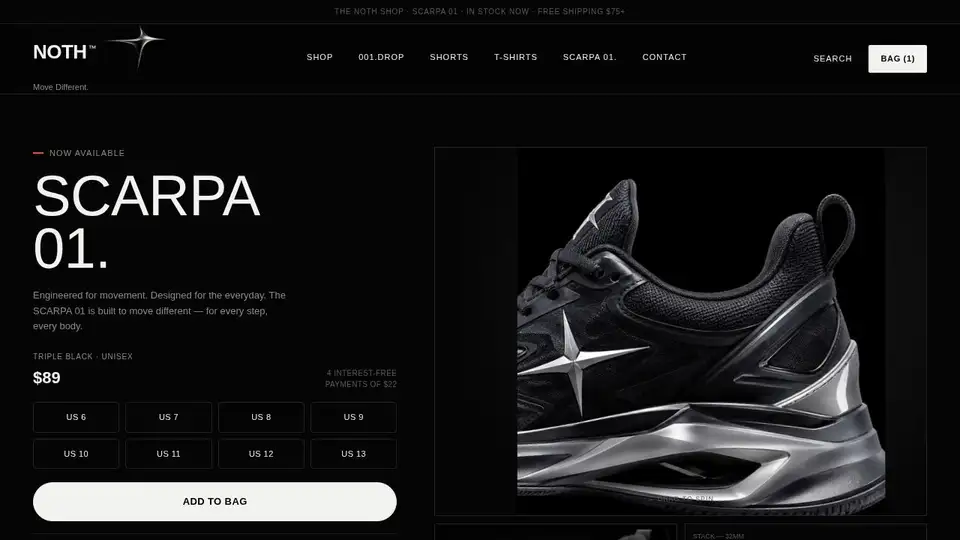 THE NOTH SHOP · SCARPA 01 · IN STOCK NOW · FREE SHIPPING $75+
NOTH™
SHOP
001.DROP
SHORTS
T-SHIRTS
SCARPA 01.
CONTACT
SEARCH
BAG (1)
Move Different.
NOW AVAILABLE
SCARPA
01.
Engineered for movement. Designed for the everyday. The
SCARPA 01 is built to move different — for every step,
every body.
TRIPLE BLACK · UNISEX
$89
4 INTEREST-FREE
PAYMENTS OF $22
US 6
US 7
US 8
US 9
US 10
US 11
US 12
US 13
ADD TO BAG
TO SPIN
STACK — 32MM